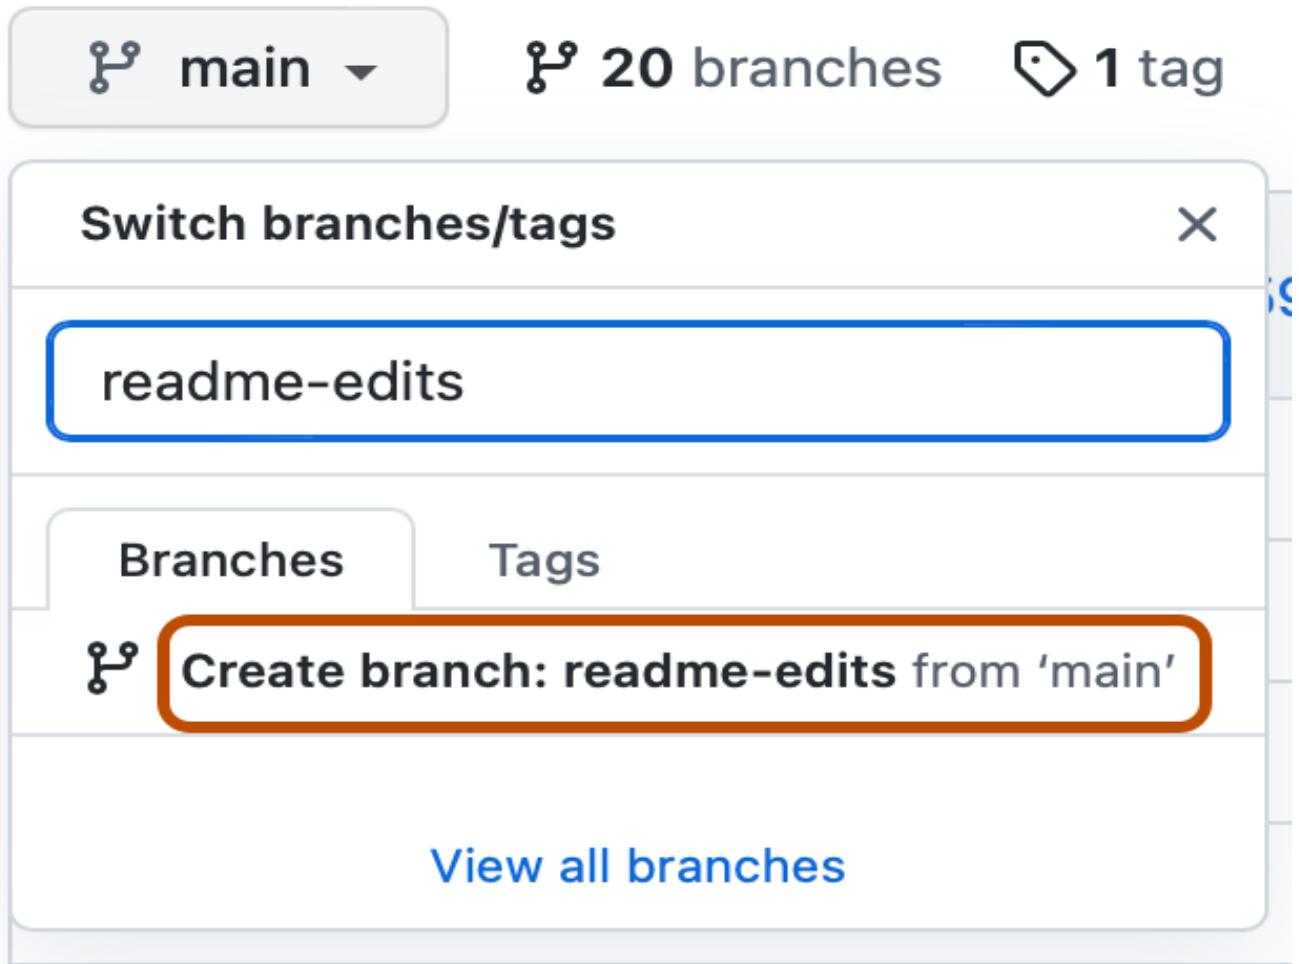 main 20 branches 1 tag
Switch branches/tags
readme-edits
Branches Tags
Create branch: readme-edits from ‘main’
View all branches